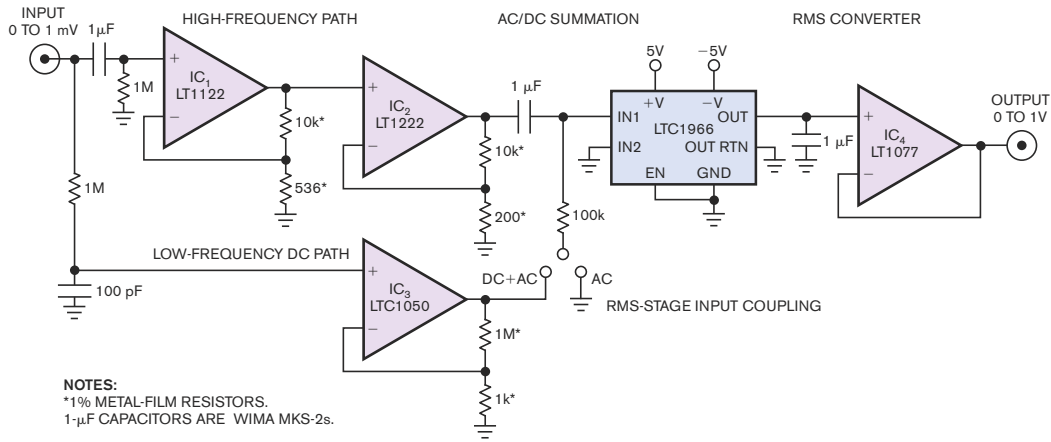 INPUT
0 TO 1 mV
1μF
HIGH-FREQUENCY PATH
AC/DC SUMMATION
RMS CONVERTER
+
IC1
LT1122
−
1M
10k*
536*
+
IC2
LT1222
−
10k*
200*
1 μF
5V
−5V
+V
−V
IN1
OUT
LTC1966
IN2
OUT RTN
EN
GND
1 μF
+
IC4
LT1077
−
OUTPUT
0 TO 1V
1M
100k
LOW-FREQUENCY DC PATH
100 pF
+
IC3
LTC1050
−
DC+AC
AC
RMS-STAGE INPUT COUPLING
1M*
1k*
NOTES:
*1% METAL-FILM RESISTORS.
1-μF CAPACITORS ARE WIMA MKS-2s.